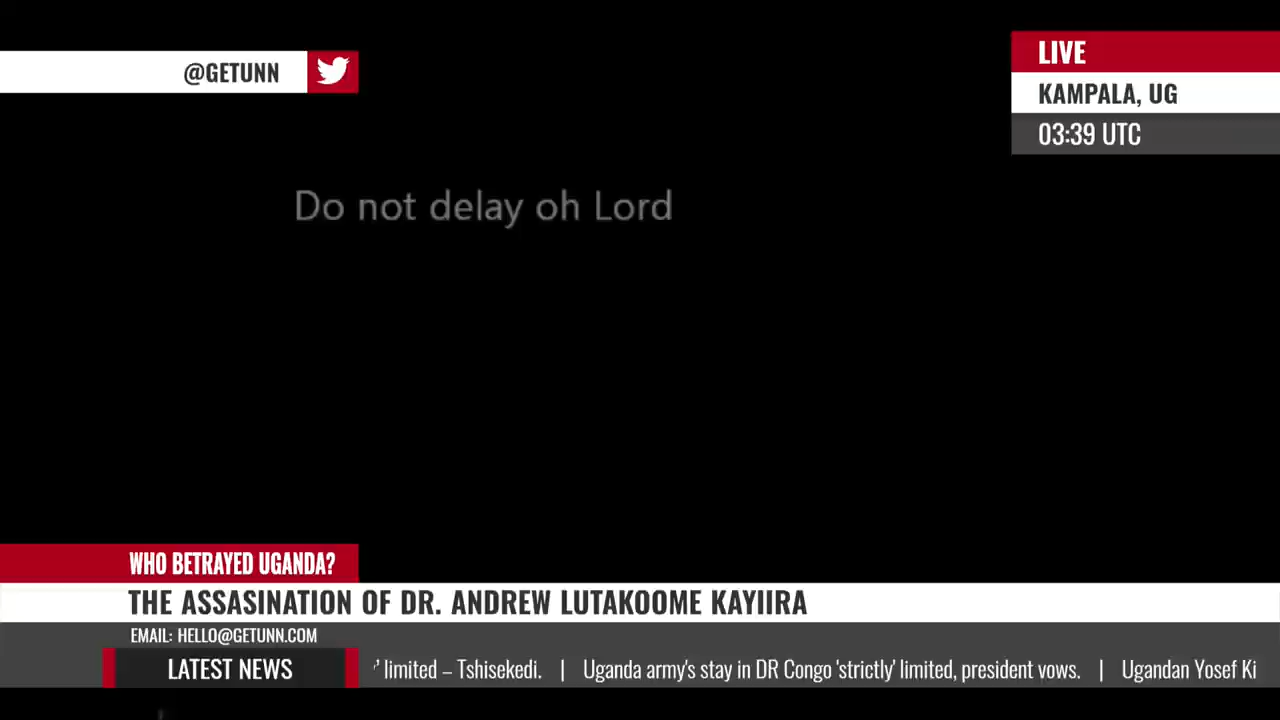 @GETUNN
LIVE
KAMPALA, UG
03:39 UTC
Do not delay oh Lord
WHO BETRAYED UGANDA?
THE ASSASINATION OF DR. ANDREW LUTAKOOME KAYIIRA
EMAIL: HELLO@GETUNN.COM
LATEST NEWS
' limited – Tshisekedi. | Uganda army's stay in DR Congo 'strictly' limited, president vows. | Ugandan Yosef Ki